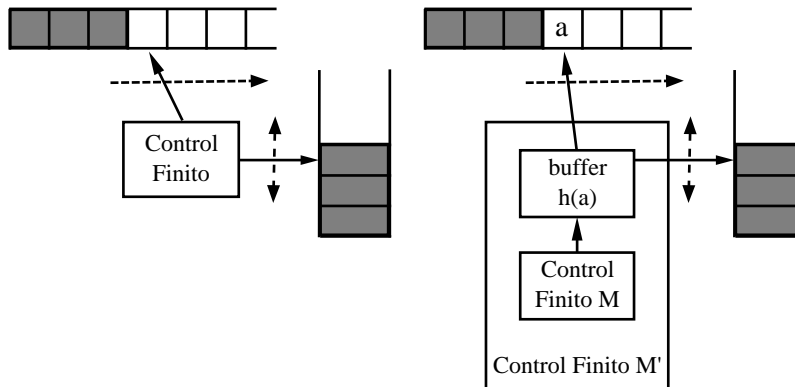 a
Control
Finito
buffer
h(a)
Control
Finito M
Control Finito M'